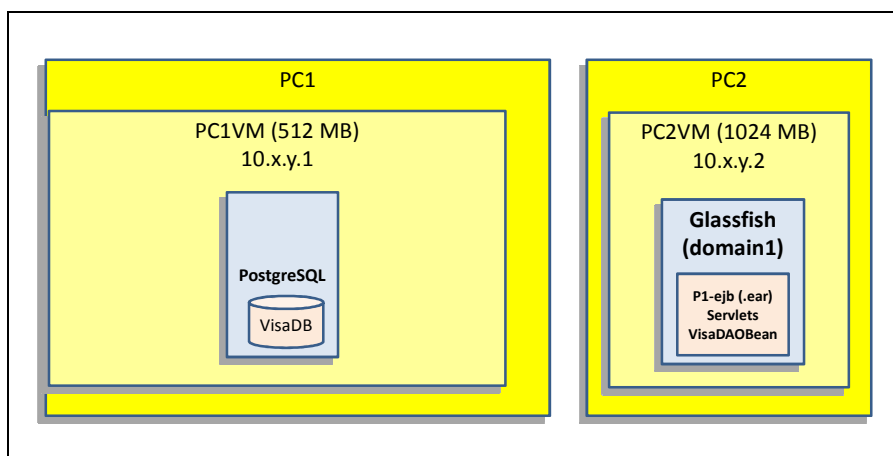 PC1
PC1VM (512 MB)
10.x.y.1
PostgreSQL
VisaDB
PC2
PC2VM (1024 MB)
10.x.y.2
Glassfish
(domain1)
P1-ejb (.ear)
Servlets
VisaDAOBean